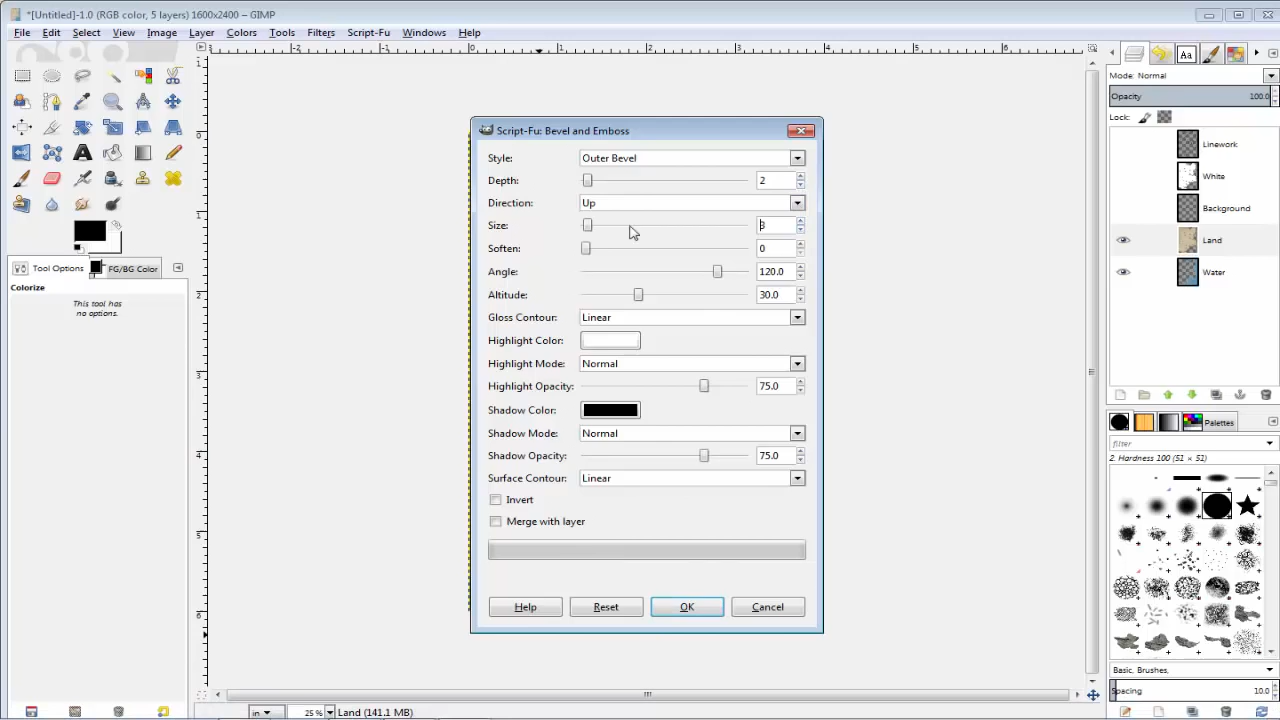 *[Untitled]-1.0 (RGB color, 5 layers) 1600x2400 – GIMP
File Edit Select View Image Layer Colors Tools Filters Script-Fu Windows Help
Mode: Normal
Opacity 100.0
Lock:
Linework
White
Background
Land
Water
Script-Fu: Bevel and Emboss
Style: Outer Bevel
Depth: 2
Direction: Up
Size: 3
Soften: 0
Angle: 120.0
Altitude: 30.0
Gloss Contour: Linear
Highlight Color:
Highlight Mode: Normal
Highlight Opacity: 75.0
Shadow Color:
Shadow Mode: Normal
Shadow Opacity: 75.0
Surface Contour: Linear
Invert
Merge with layer
Help Reset OK Cancel
Tool Options FG/BG Color
Colorize
This tool has
no options.
Palettes
filter
2. Hardness 100 (51 × 51)
Basic, Brushes,
Spacing 10.0
in 25 % Land (141.1 MB)